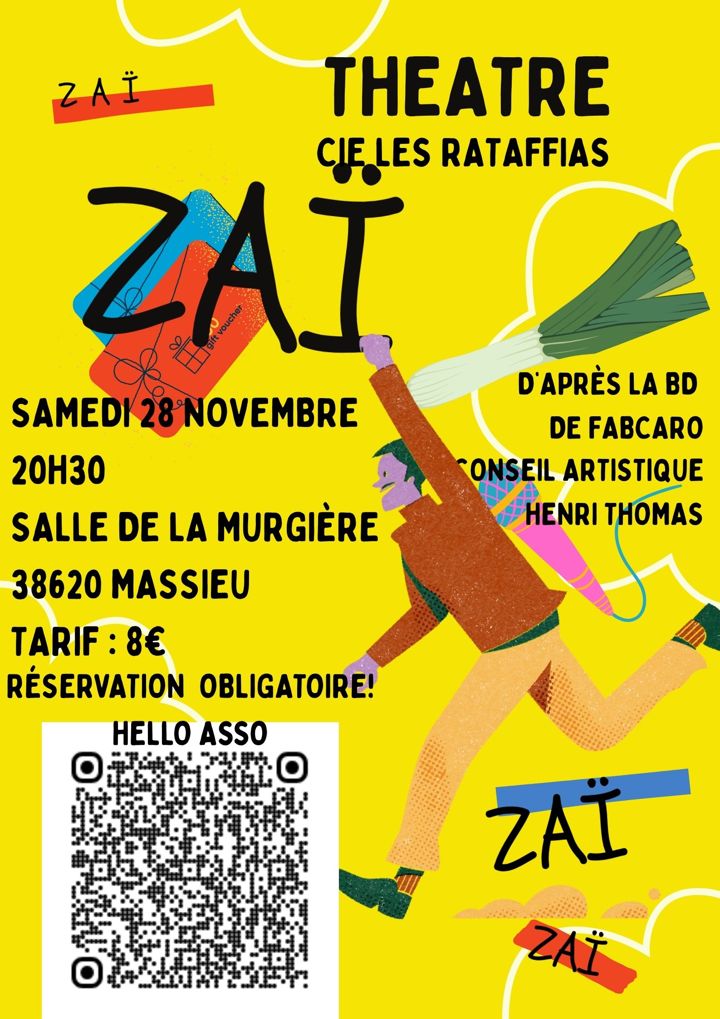 ZAÏ
THEATRE
CIE LES RATAFFIAS
ZAÏ
gift voucher
D'APRÈS LA BD
DE FABCARO
CONSEIL ARTISTIQUE
HENRI THOMAS
SAMEDI 28 NOVEMBRE
20H30
SALLE DE LA MURGIÈRE
38620 MASSIEU
TARIF : 8€
RÉSERVATION OBLIGATOIRE!
HELLO ASSO
ZAÏ
ZAÏ